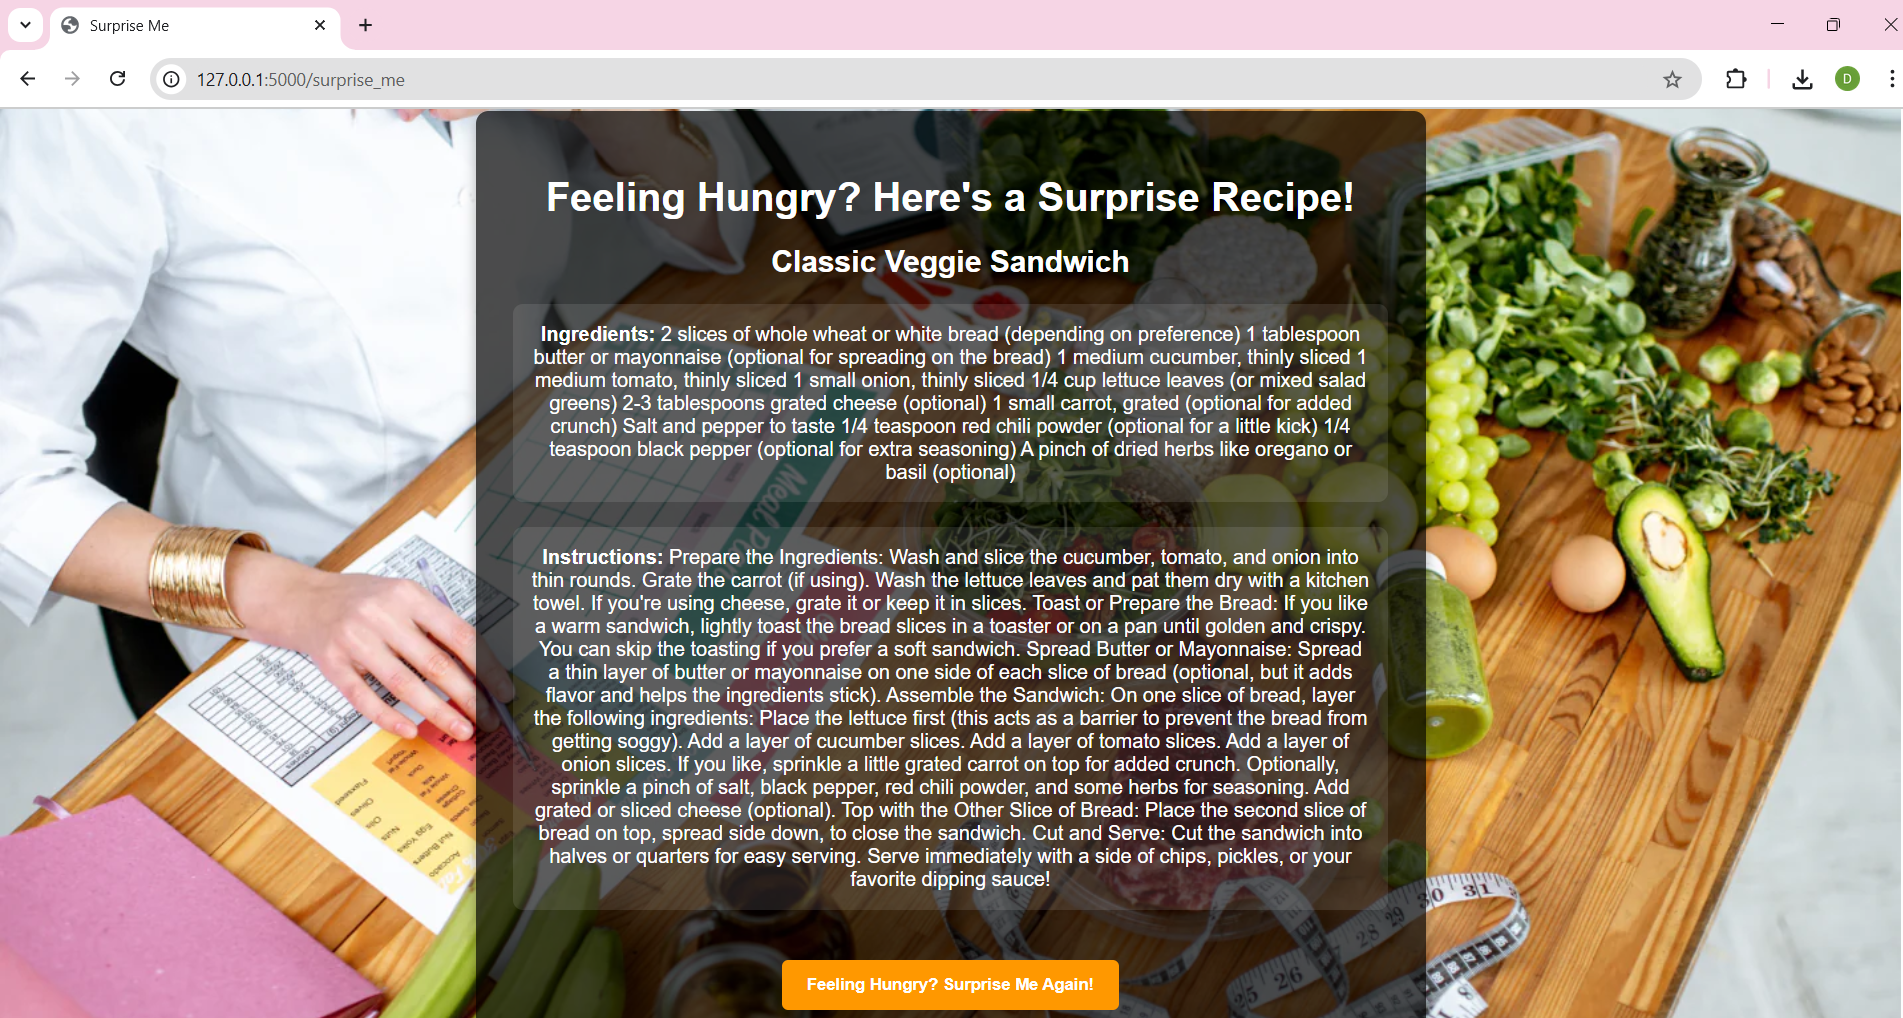 Surprise Me
127.0.0.1:5000/surprise_me
D
Feeling Hungry? Here's a Surprise Recipe!
Classic Veggie Sandwich
Ingredients: 2 slices of whole wheat or white bread (depending on preference) 1 tablespoon
butter or mayonnaise (optional for spreading on the bread) 1 medium cucumber, thinly sliced 1
medium tomato, thinly sliced 1 small onion, thinly sliced 1/4 cup lettuce leaves (or mixed salad
greens) 2-3 tablespoons grated cheese (optional) 1 small carrot, grated (optional for added
crunch) Salt and pepper to taste 1/4 teaspoon red chili powder (optional for a little kick) 1/4
teaspoon black pepper (optional for extra seasoning) A pinch of dried herbs like oregano or
basil (optional)
Meal
Instructions: Prepare the Ingredients: Wash and slice the cucumber, tomato, and onion into
thin rounds. Grate the carrot (if using). Wash the lettuce leaves and pat them dry with a kitchen
towel. If you're using cheese, grate it or keep it in slices. Toast or Prepare the Bread: If you like
a warm sandwich, lightly toast the bread slices in a toaster or on a pan until golden and crispy.
You can skip the toasting if you prefer a soft sandwich. Spread Butter or Mayonnaise: Spread
a thin layer of butter or mayonnaise on one side of each slice of bread (optional, but it adds
flavor and helps the ingredients stick). Assemble the Sandwich: On one slice of bread, layer
the following ingredients: Place the lettuce first (this acts as a barrier to prevent the bread from
getting soggy). Add a layer of cucumber slices. Add a layer of tomato slices. Add a layer of
onion slices. If you like, sprinkle a little grated carrot on top for added crunch. Optionally,
sprinkle a pinch of salt, black pepper, red chili powder, and some herbs for seasoning. Add
grated or sliced cheese (optional). Top with the Other Slice of Bread: Place the second slice of
bread on top, spread side down, to close the sandwich. Cut and Serve: Cut the sandwich into
halves or quarters for easy serving. Serve immediately with a side of chips, pickles, or your
favorite dipping sauce!
Flaxseed
Olives
Oils
Nuts
Egg Yolks
Nut Butters
Avocado
25 26 28 29 30 31
Feeling Hungry? Surprise Me Again!